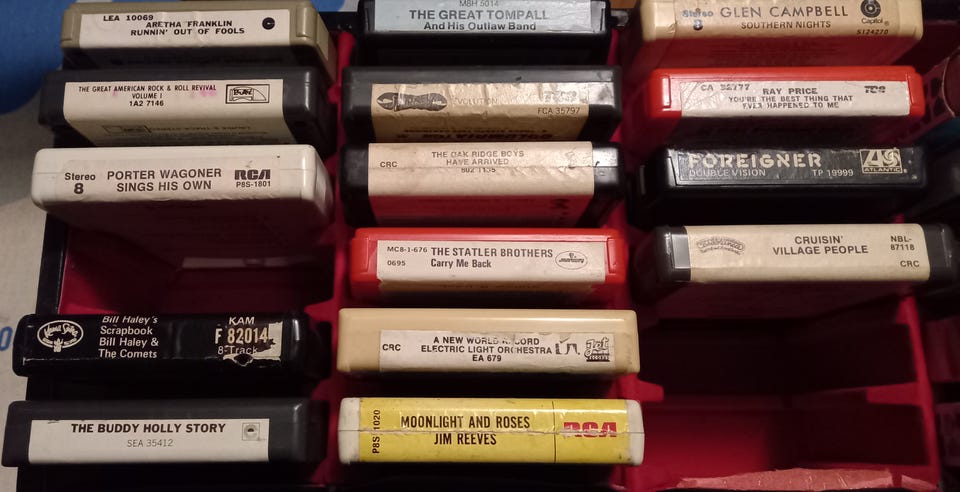 LEA 10069
ARETHA FRANKLIN
RUNNIN' OUT OF FOOLS
THE GREAT AMERICAN ROCK & ROLL REVIVAL
VOLUME I
1A2 7146
Stereo
8
PORTER WAGONER
SINGS HIS OWN
RCA
P8S-1801
Bill Haley's
Scrapbook
Bill Haley &
The Comets
KAM
F 82014
8-Track
THE BUDDY HOLLY STORY
SEA 35412
M8H 5014
THE GREAT TOMPALL
And His Outlaw Band
EVOLUTION
FCA 35797
CRC
THE OAK RIDGE BOYS
HAVE ARRIVED
MC8-1-676
0695
THE STATLER BROTHERS
Carry Me Back
mercury
CRC
A NEW WORLD RECORD
ELECTRIC LIGHT ORCHESTRA
EA 679
Jet
RECORDS
P8S 1020
MOONLIGHT AND ROSES
JIM REEVES
RCA
Stereo
8
GLEN CAMPBELL
SOUTHERN NIGHTS
Capitol
S124270
CA 32777
RAY PRICE
YOU'RE THE BEST THING THAT
EVER HAPPENED TO ME
FOREIGNER
DOUBLE VISION
TP 19999
ATLANTIC
CRUISIN'
VILLAGE PEOPLE
NBL-
87118
CRC